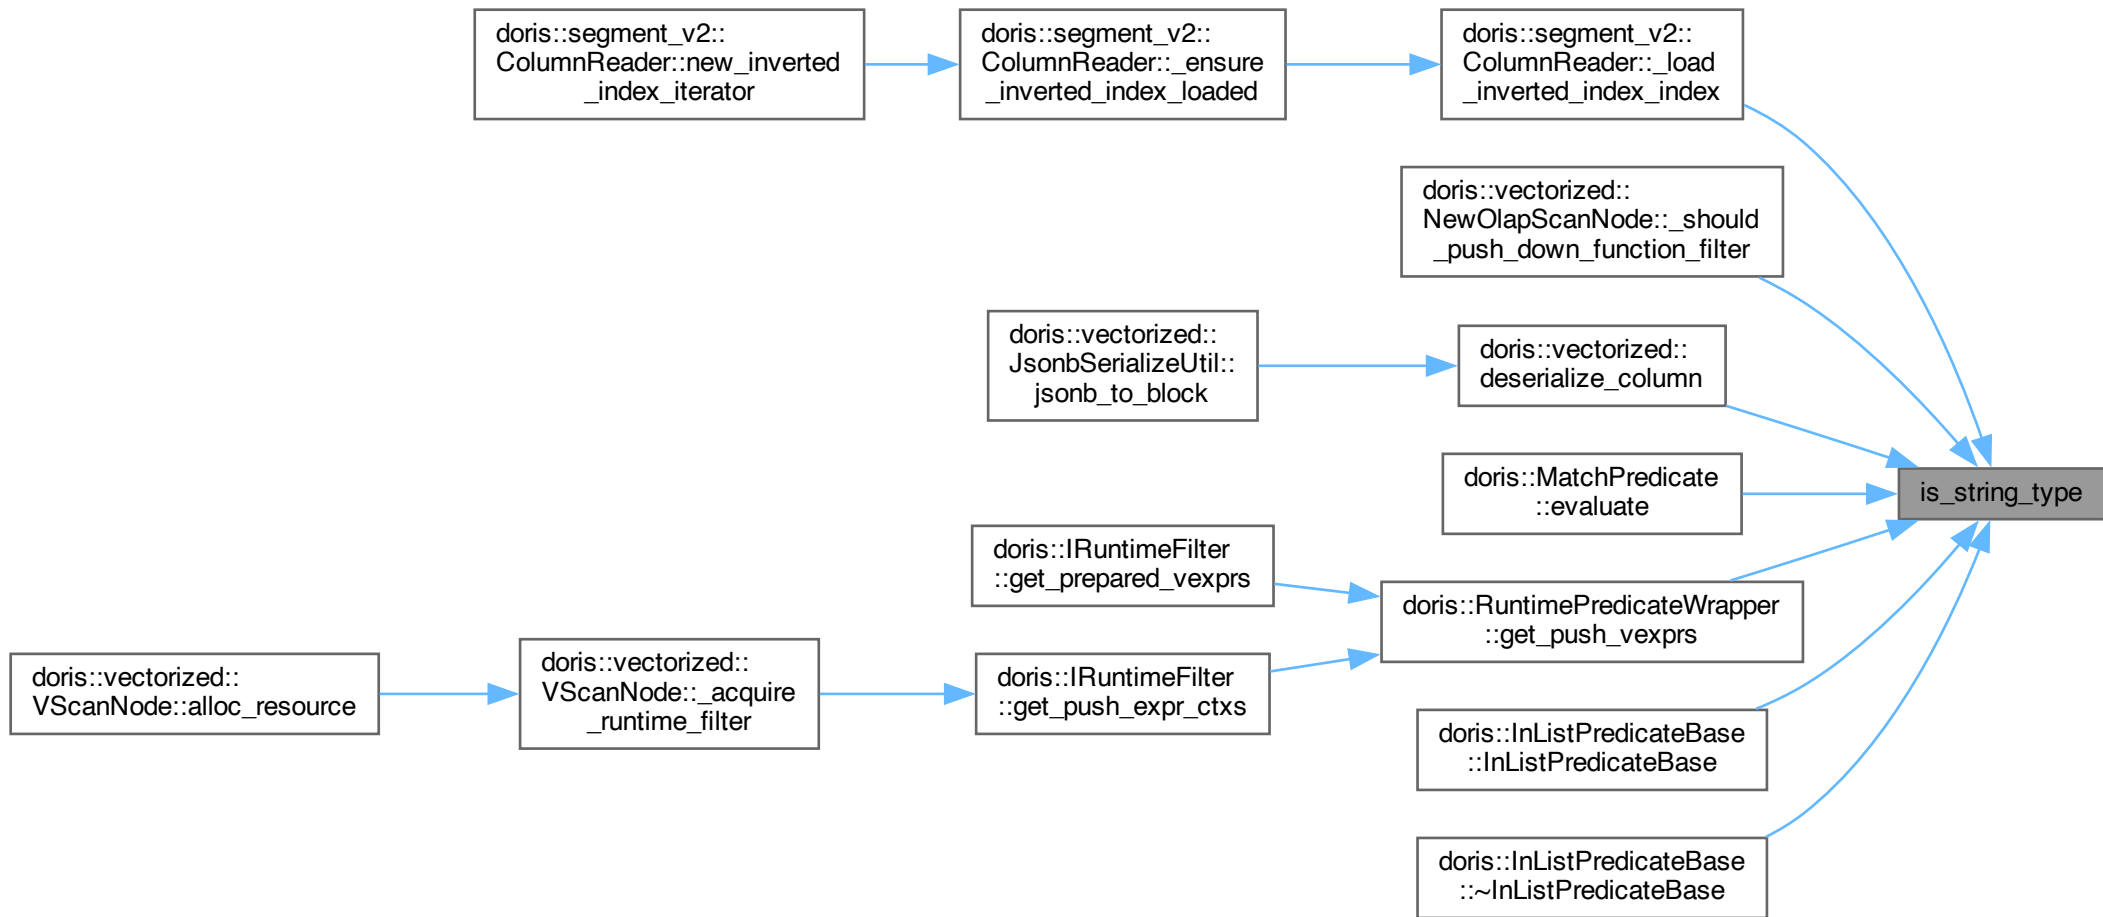 doris::segment_v2::
ColumnReader::new_inverted
_index_iterator
doris::segment_v2::
ColumnReader::_ensure
_inverted_index_loaded
doris::segment_v2::
ColumnReader::_load
_inverted_index_index
doris::vectorized::
NewOlapScanNode::_should
_push_down_function_filter
doris::vectorized::
JsonbSerializeUtil::
jsonb_to_block
doris::vectorized::
deserialize_column
doris::MatchPredicate
::evaluate
is_string_type
doris::IRuntimeFilter
::get_prepared_vexprs
doris::RuntimePredicateWrapper
::get_push_vexprs
doris::vectorized::
VScanNode::alloc_resource
doris::vectorized::
VScanNode::_acquire
_runtime_filter
doris::IRuntimeFilter
::get_push_expr_ctxs
doris::InListPredicateBase
::InListPredicateBase
doris::InListPredicateBase
::~InListPredicateBase